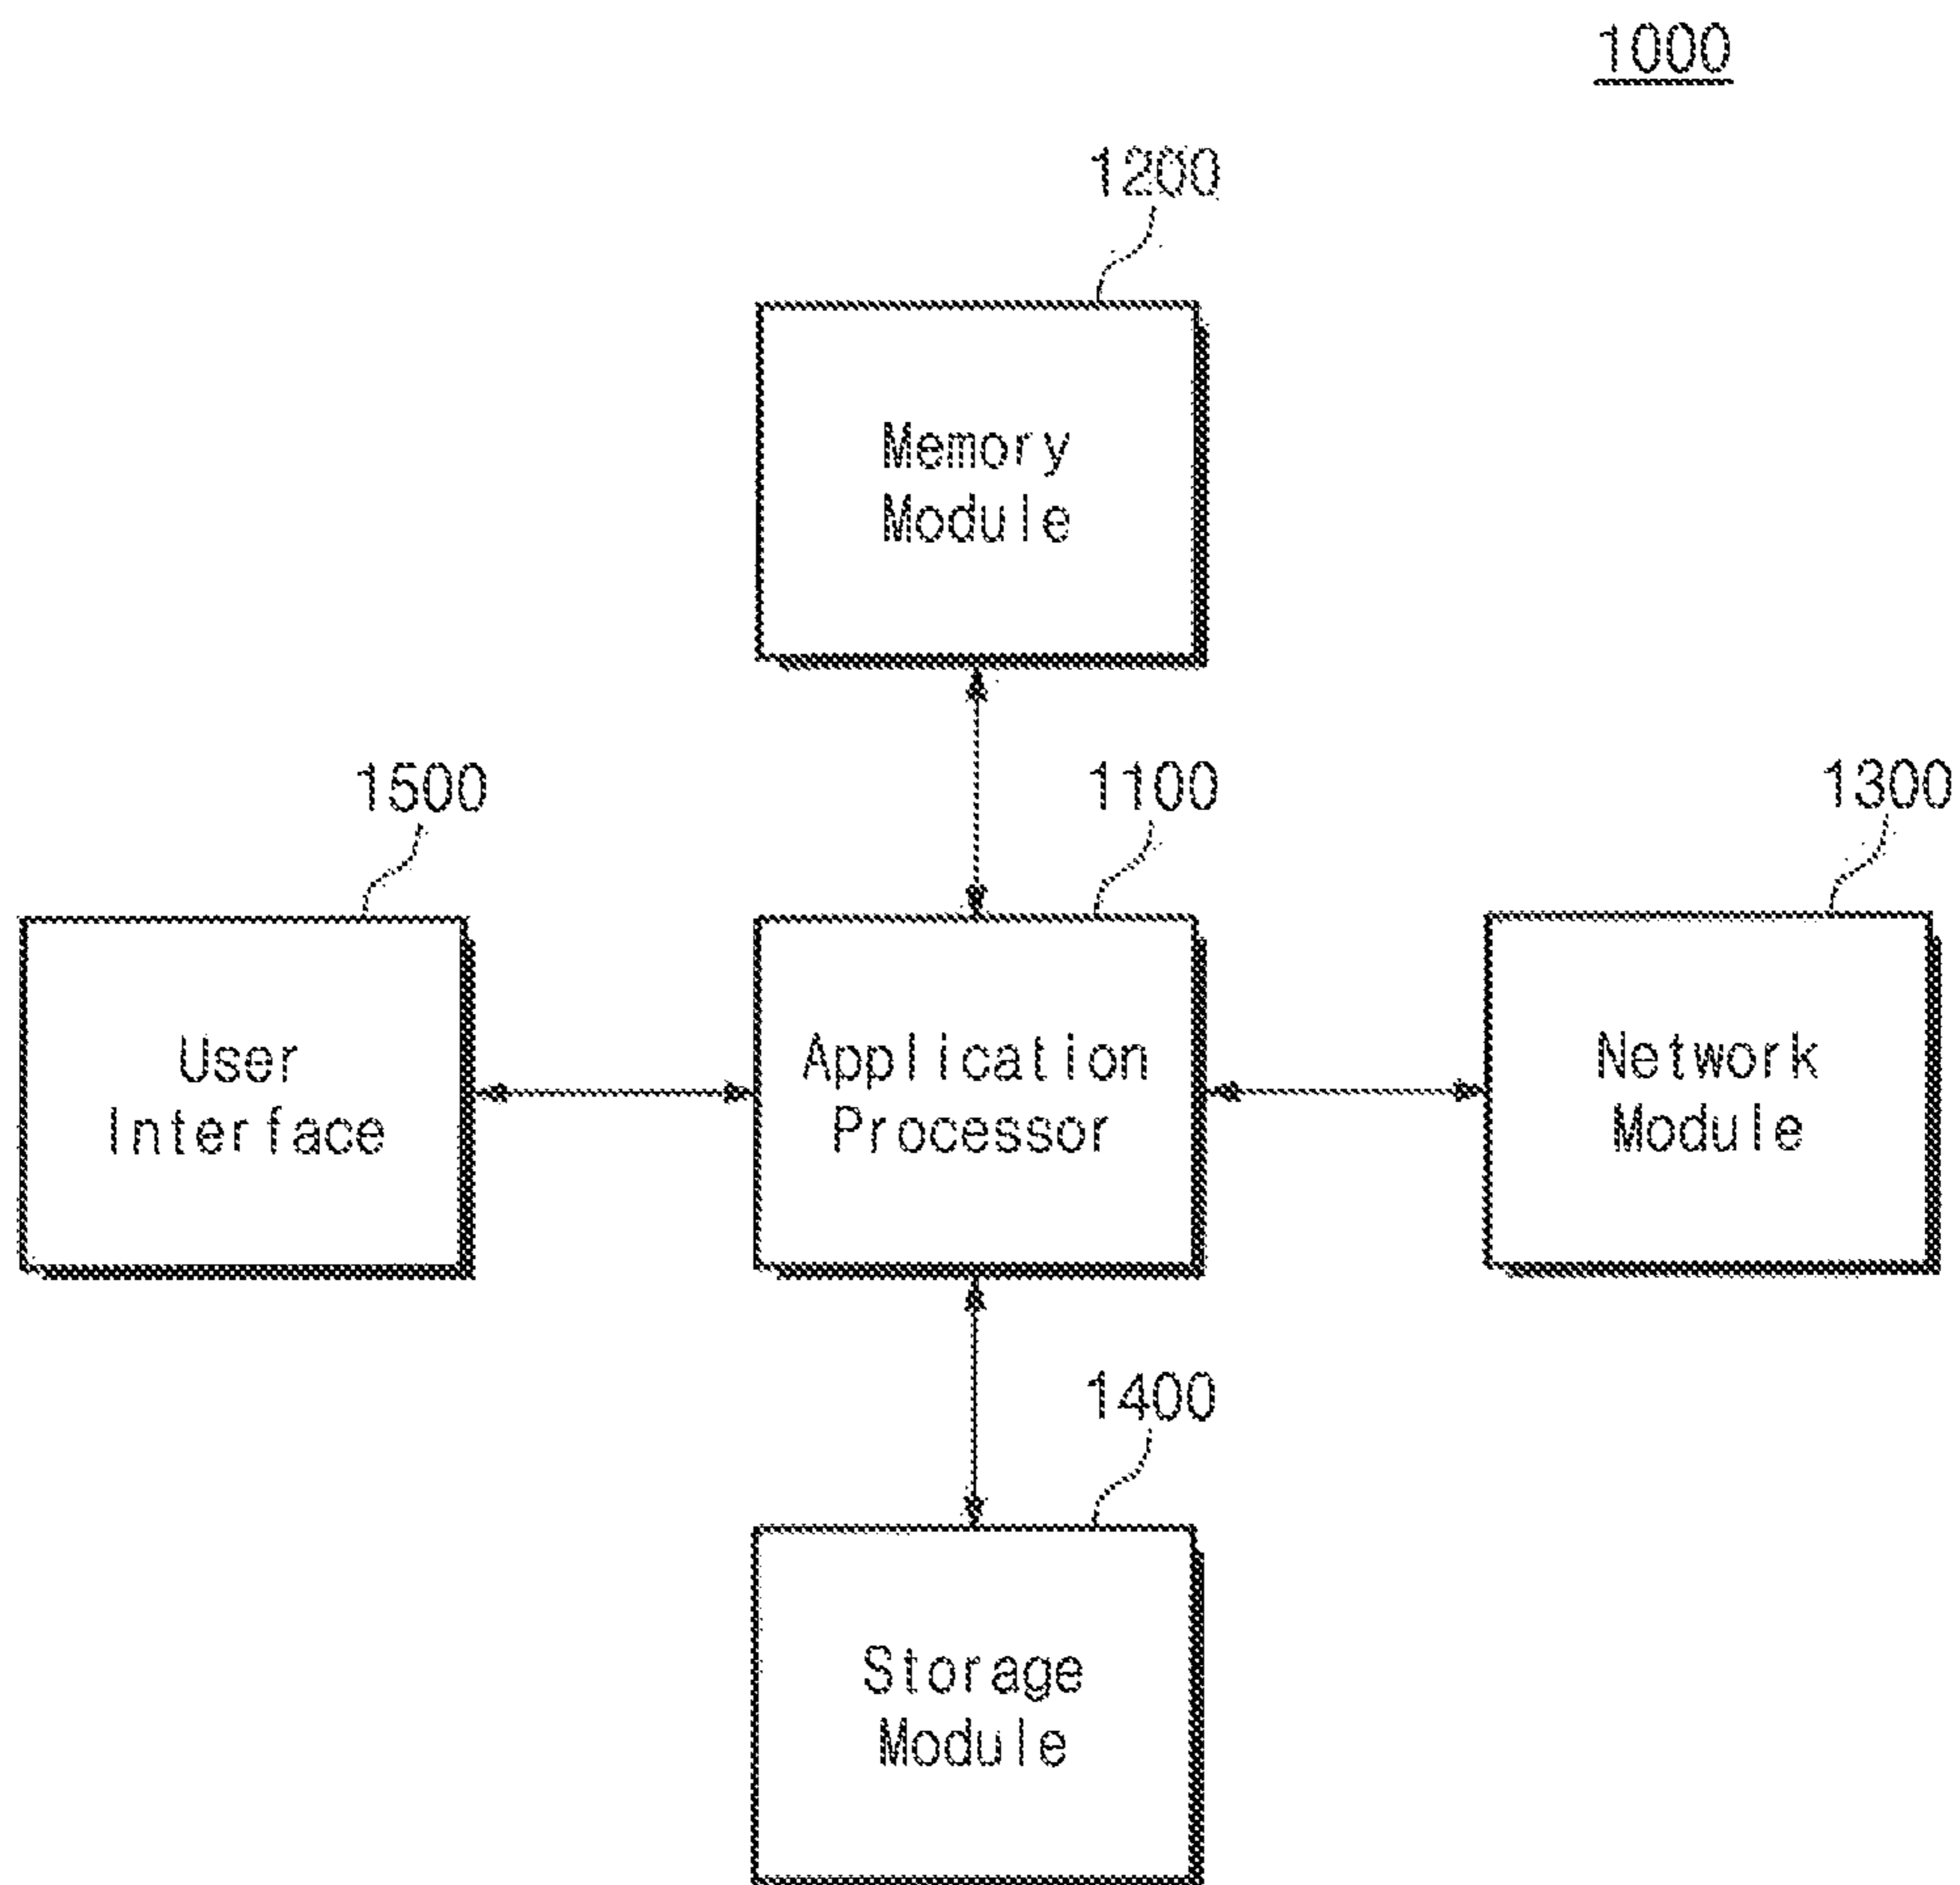 1000
1200
Memory
Module
1500
1100
1300
User
Interface
Application
Processor
Network
Module
1400
Storage
Module